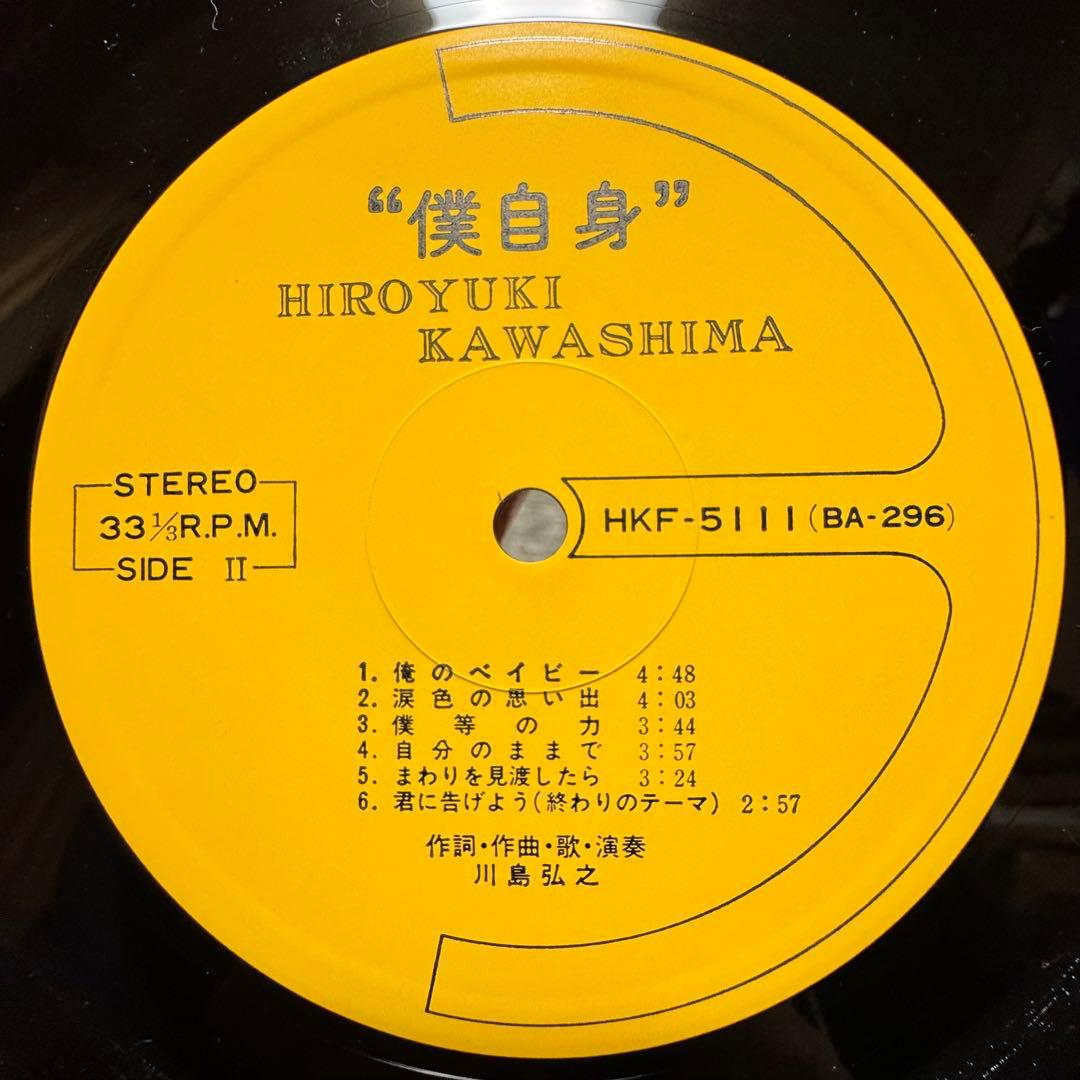 “僕自身”
HIROYUKI
KAWASHIMA
STEREO
33⅓R.P.M.
SIDE II
HKF-5111(BA-296)
1. 俺のベイビー 4:48
2. 涙色の思い出 4:03
3. 僕等の力 3:44
4. 自分のままで 3:57
5. まわりを見渡したら 3:24
6. 君に告げよう(終わりのテーマ) 2:57
作詞・作曲・歌・演奏
川島弘之